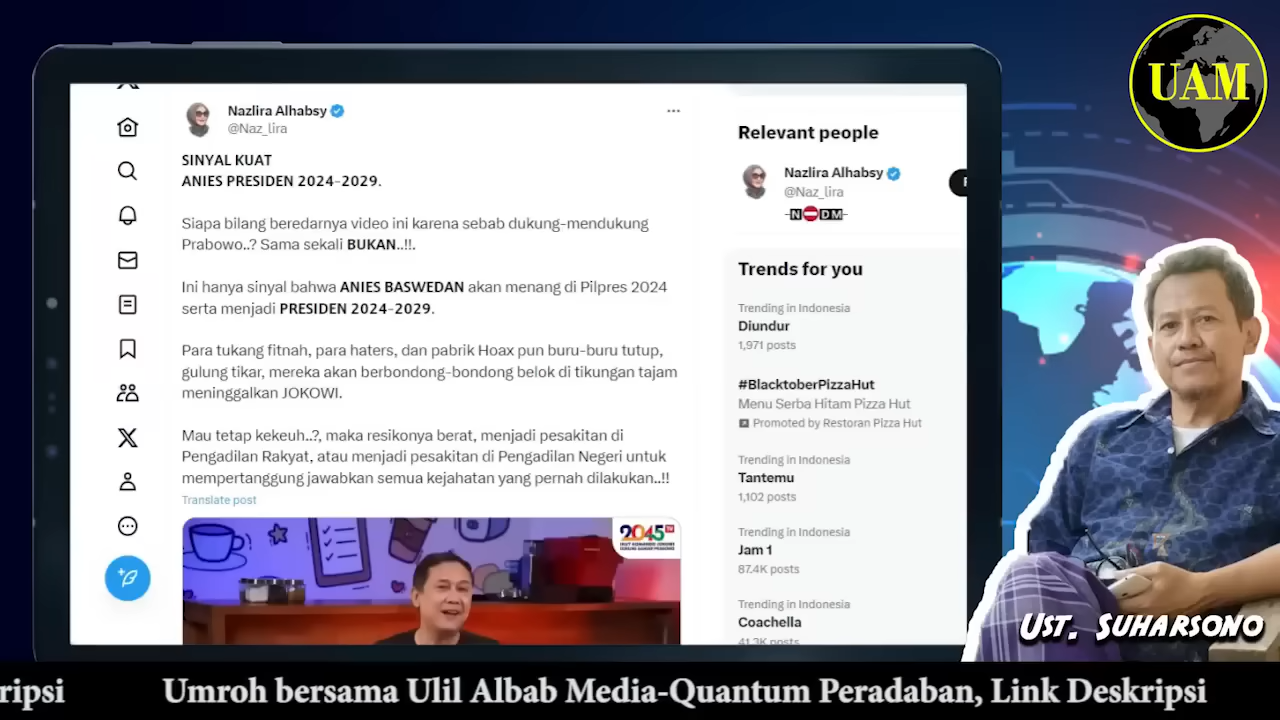 UAM
Nazlira Alhabsy
@Naz_lira
SINYAL KUAT
ANIES PRESIDEN 2024-2029.
Siapa bilang beredarnya video ini karena sebab dukung-mendukung
Prabowo..? Sama sekali BUKAN..!!.
Ini hanya sinyal bahwa ANIES BASWEDAN akan menang di Pilpres 2024
serta menjadi PRESIDEN 2024-2029.
Para tukang fitnah, para haters, dan pabrik Hoax pun buru-buru tutup,
gulung tikar, mereka akan berbondong-bondong belok di tikungan tajam
meninggalkan JOKOWI.
Mau tetap kekeuh..?, maka resikonya berat, menjadi pesakitan di
Pengadilan Rakyat, atau menjadi pesakitan di Pengadilan Negeri untuk
mempertanggung jawabkan semua kejahatan yang pernah dilakukan..!!
Translate post
2045 TV
Relevant people
Nazlira Alhabsy
@Naz_lira
-N⛔DM-
F
Trends for you
Trending in Indonesia
Diundur
1,971 posts
#BlacktoberPizzaHut
Menu Serba Hitam Pizza Hut
Promoted by Restoran Pizza Hut
Trending in Indonesia
Tantemu
1,102 posts
Trending in Indonesia
Jam 1
87.4K posts
Trending in Indonesia
Coachella
41.3K posts
UST. SUHARSONO
ripsi Umroh bersama Ulil Albab Media-Quantum Peradaban, Link Deskripsi